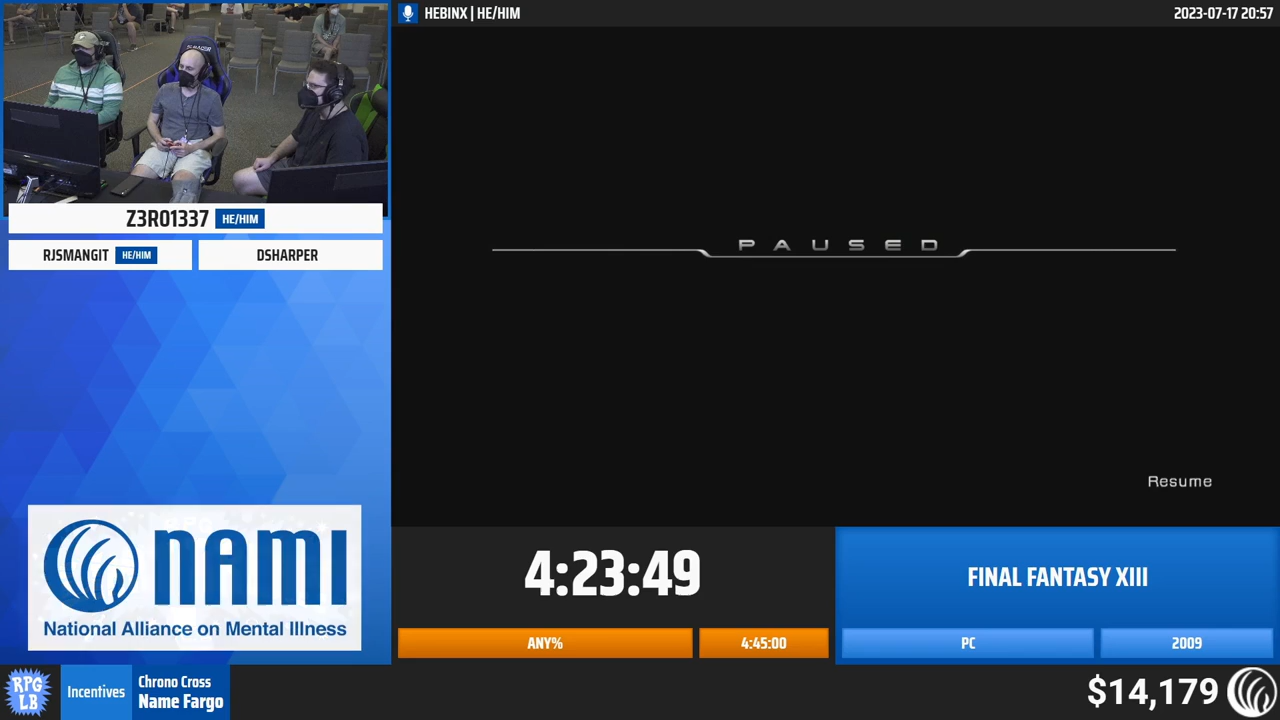 HEBINX | HE/HIM
2023-07-17 20:57
Z3R01337 HE/HIM
RJSMANGIT HE/HIM
DSHARPER
PAUSED
Resume
NAMI
National Alliance on Mental Illness
4:23:49
FINAL FANTASY XIII
ANY%
4:45:00
PC
2009
RPG
LB
Incentives
Chrono Cross
Name Fargo
$14,179